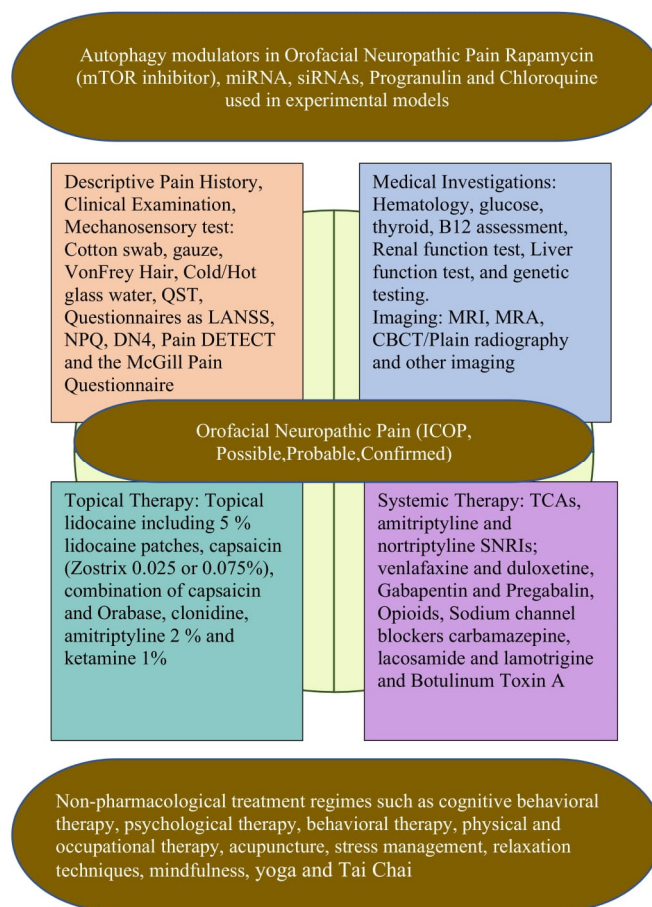 Autophagy modulators in Orofacial Neuropathic Pain Rapamycin
(mTOR inhibitor), miRNA, siRNAs, Progranulin and Chloroquine
used in experimental models
Descriptive Pain History,
Clinical Examination,
Mechanosensory test:
Cotton swab, gauze,
VonFrey Hair, Cold/Hot
glass water, QST,
Questionnaires as LANSS,
NPQ, DN4, Pain DETECT
and the McGill Pain
Questionnaire
Medical Investigations:
Hematology, glucose,
thyroid, B12 assessment,
Renal function test, Liver
function test, and genetic
testing.
Imaging: MRI, MRA,
CBCT/Plain radiography
and other imaging
Orofacial Neuropathic Pain (ICOP,
Possible,Probable,Confirmed)
Topical Therapy: Topical
lidocaine including 5 %
lidocaine patches, capsaicin
(Zostrix 0.025 or 0.075%),
combination of capsaicin
and Orabase, clonidine,
amitriptyline 2 % and
ketamine 1%
Systemic Therapy: TCAs,
amitriptyline and
nortriptyline SNRIs;
venlafaxine and duloxetine,
Gabapentin and Pregabalin,
Opioids, Sodium channel
blockers carbamazepine,
lacosamide and lamotrigine
and Botulinum Toxin A
Non-pharmacological treatment regimes such as cognitive behavioral
therapy, psychological therapy, behavioral therapy, physical and
occupational therapy, acupuncture, stress management, relaxation
techniques, mindfulness, yoga and Tai Chai